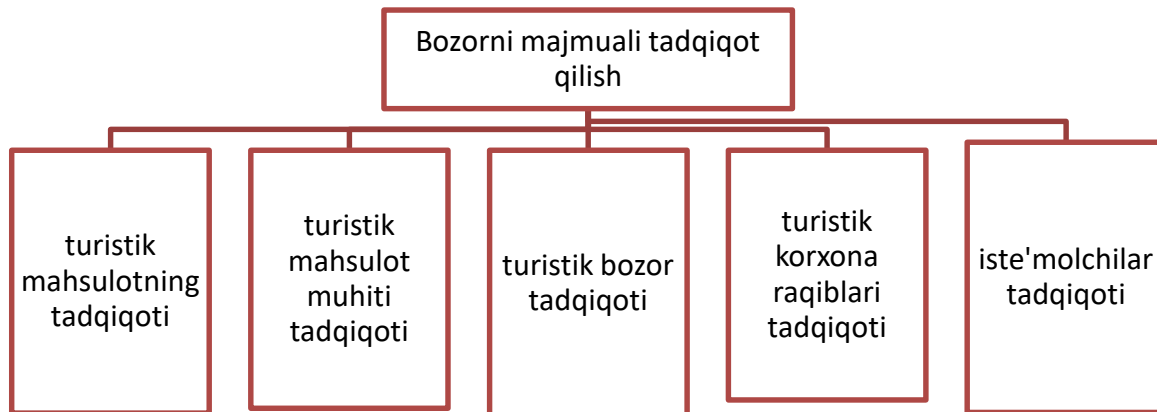 Bozorni majmuali tadqiqot
qilish
turistik
mahsulotning
tadqiqoti
turistik
mahsulot
muhiti
tadqiqoti
turistik bozor
tadqiqoti
turistik
korxona
raqiblari
tadqiqoti
iste'molchilar
tadqiqoti